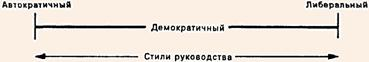 Автократичный Либеральный
Демократичный
Стили руководства